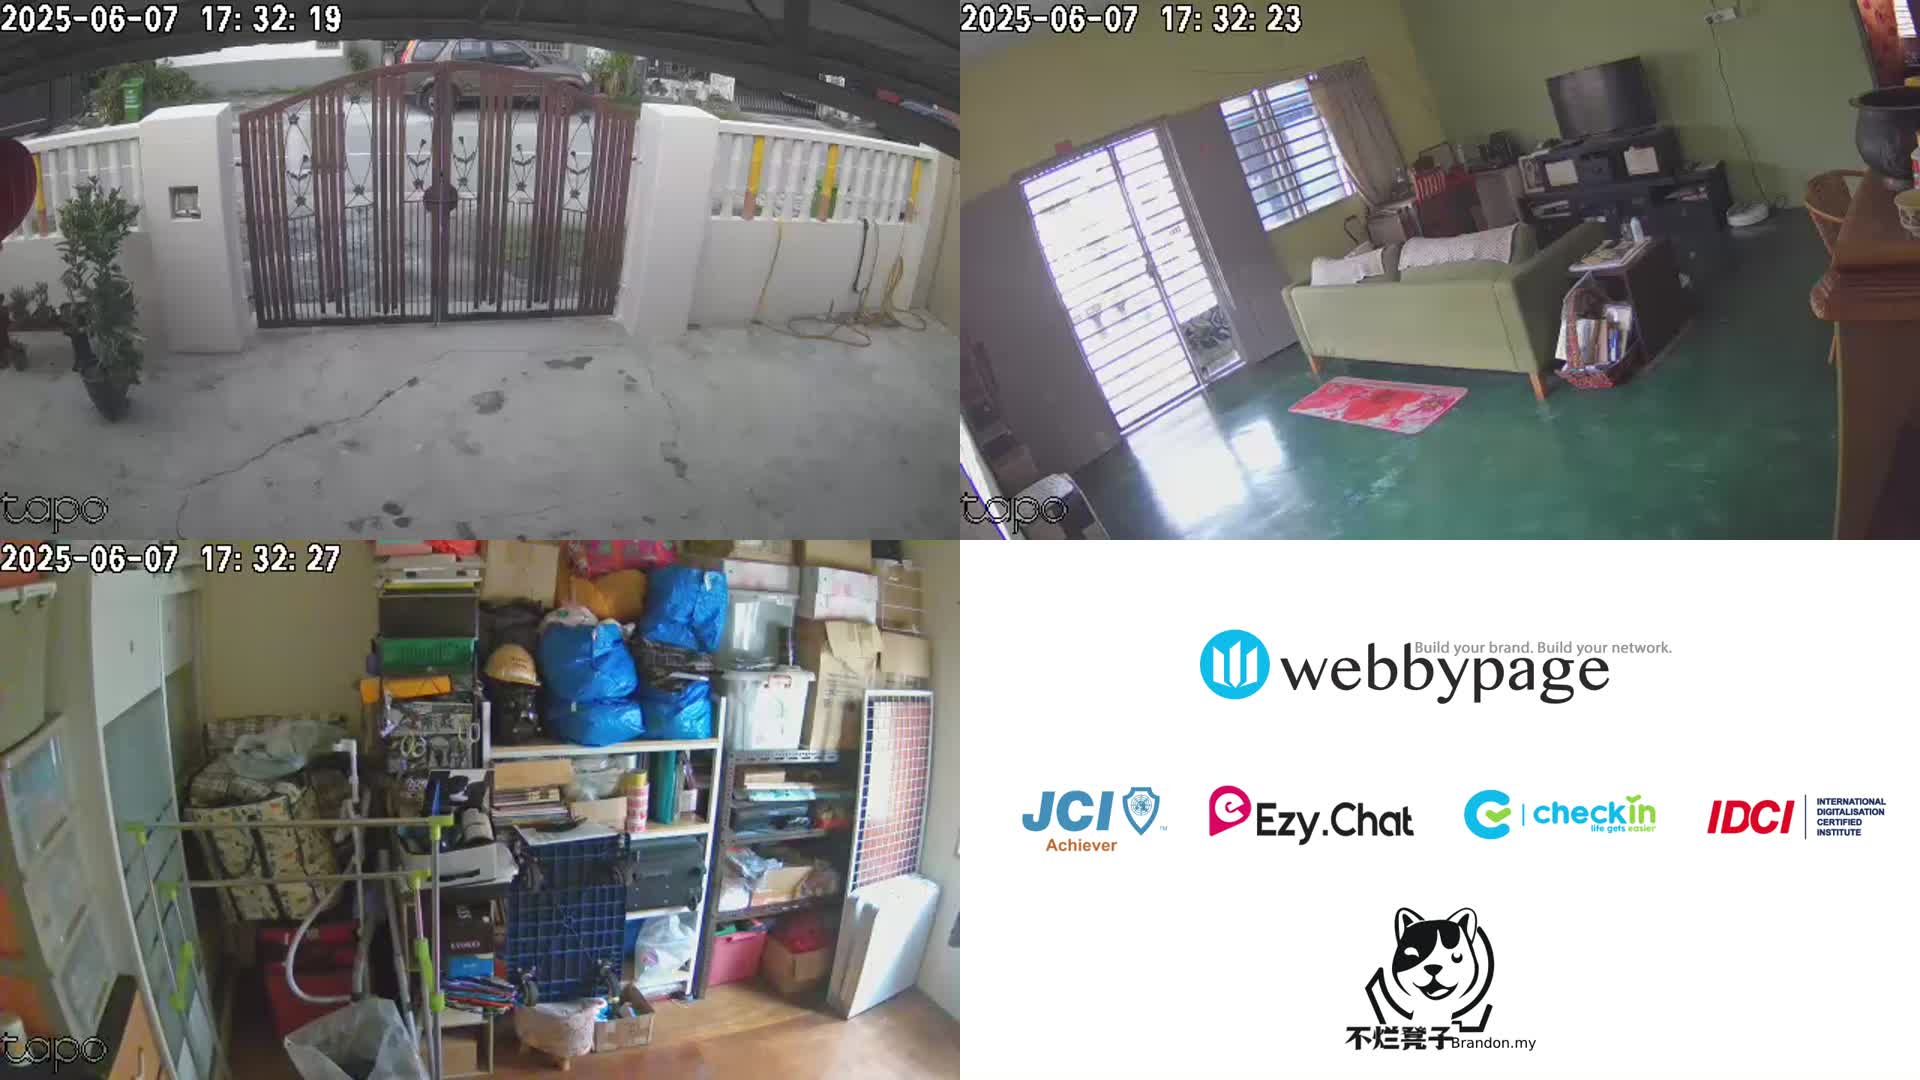 2025-06-07 17:32:19
tapo
2025-06-07 17:32:23
tapo
2025-06-07 17:32:27
tapo
Build your brand. Build your network.
webbypage
JCI
TM
Achiever
Ezy.Chat
checkin
life gets easier
IDCI
INTERNATIONAL
DIGITALISATION
CERTIFIED
INSTITUTE
不烂凳子
Brandon.my